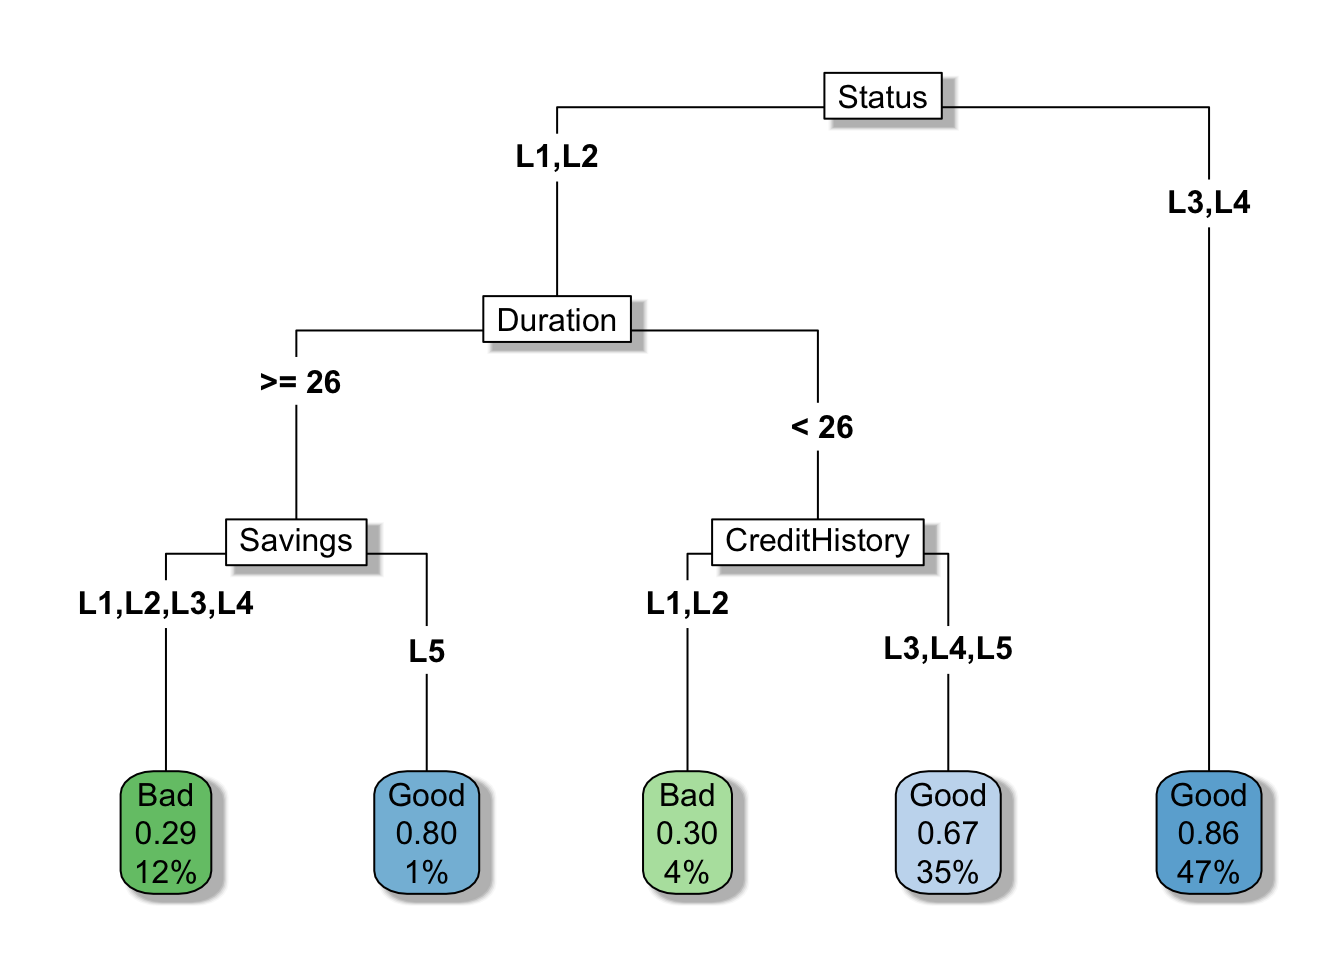 Status
L1,L2
L3,L4
Duration
>= 26
< 26
Savings
CreditHistory
L1,L2,L3,L4
L5
L1,L2
L3,L4,L5
Bad
0.29
12%
Good
0.80
1%
Bad
0.30
4%
Good
0.67
35%
Good
0.86
47%